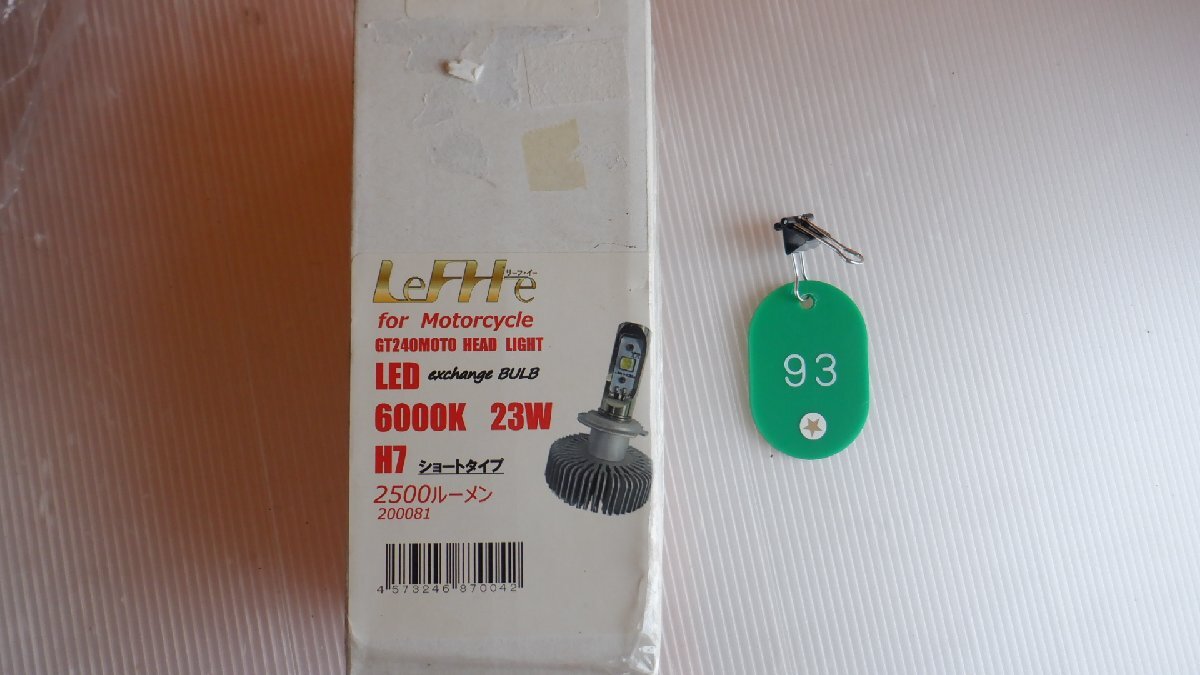 LeFH-e
リーフ・イー
for Motorcycle
GT240MOTO HEAD LIGHT
LED exchange BULB
6000K 23W
H7 ショートタイプ
2500ルーメン
200081
4 573246 870042
93